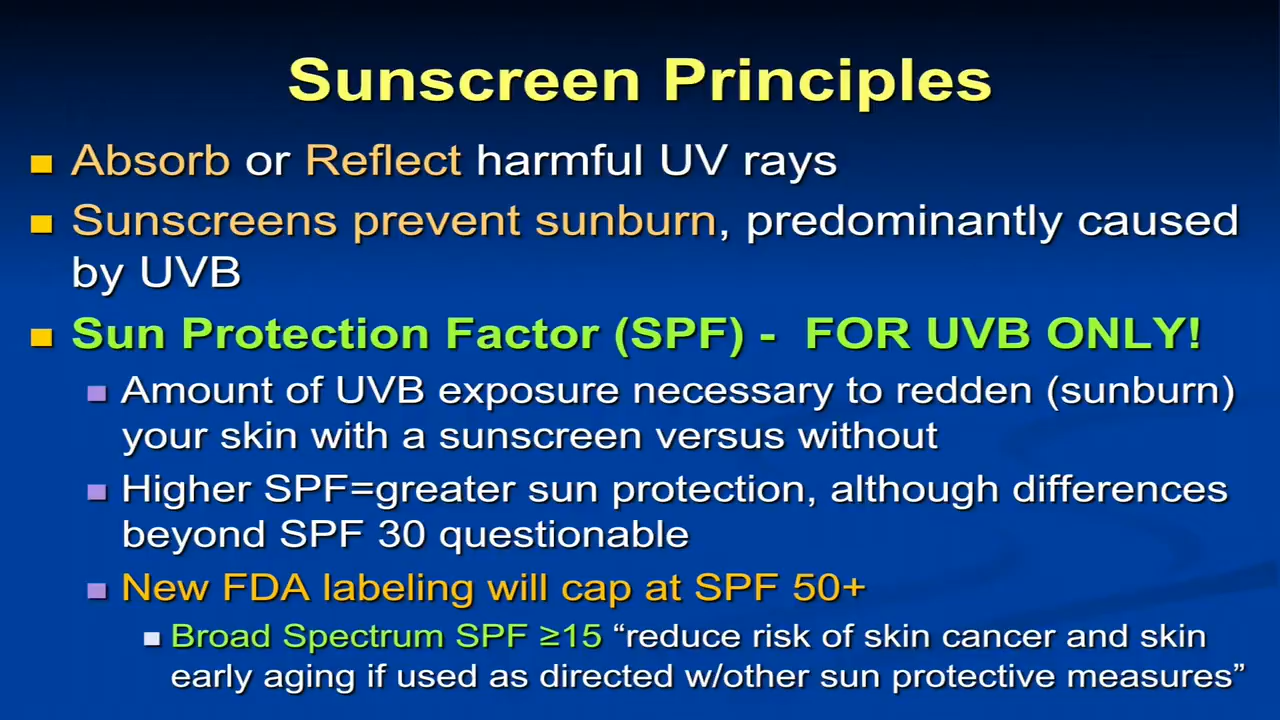 Sunscreen Principles
Absorb or Reflect harmful UV rays
Sunscreens prevent sunburn, predominantly caused
by UVB
Sun Protection Factor (SPF) - FOR UVB ONLY!
Amount of UVB exposure necessary to redden (sunburn)
your skin with a sunscreen versus without
Higher SPF=greater sun protection, although differences
beyond SPF 30 questionable
New FDA labeling will cap at SPF 50+
Broad Spectrum SPF ≥15 “reduce risk of skin cancer and skin
early aging if used as directed w/other sun protective measures”